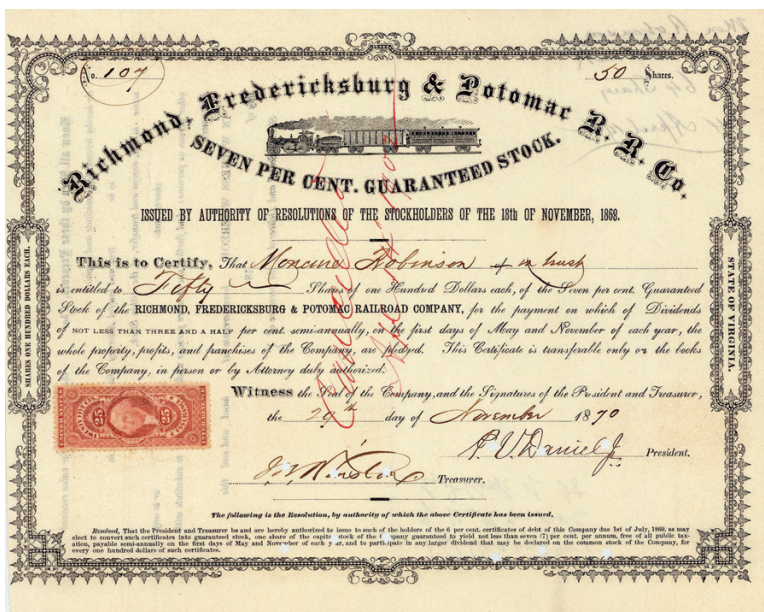 No. 107
50 Shares.
Richmond, Fredericksburg & Potomac R. R. Co.
SEVEN PER CENT. GUARANTEED STOCK.
ISSUED BY AUTHORITY OF RESOLUTIONS OF THE STOCKHOLDERS OF THE 18th OF NOVEMBER, 1868.
This is to Certify, That Moncure Robinson in trust
is entitled to Fifty Shares of One Hundred Dollars each, of the Seven per cent. Guaranteed
Stock of the RICHMOND, FREDERICKSBURG & POTOMAC RAILROAD COMPANY, for the payment on which of Dividends
of NOT LESS THAN THREE AND A HALF per cent. semi-annually, on the first days of May and November of each year, the
whole property, profits, and franchises of the Company, are pledged. This Certificate is transferable only on the books
of the Company, in person or by Attorney duly authorized.
Witness the Seal of the Company, and the Signatures of the President and Treasurer,
the 29th day of November 1870
P. V. Daniel Jr. President.
J. B. Winston Treasurer.
Cancelled
SHARES ONE HUNDRED DOLLARS EACH.
STATE OF VIRGINIA.
25 25
The following is the Resolution, by authority of which the above Certificate has been issued.
Resolved, That the President and Treasurer be and are hereby authorized to issue to such of the holders of the 6 per cent. certificates of debt of this Company due 1st of July, 1869, as may
elect to convert such certificates into guaranteed stock, one share of the capital stock of the Company guaranteed to yield not less than seven (7) per cent. per annum, free of all public tax-
ation, payable semi-annually on the first days of May and November of each year, and to participate in any larger dividend that may be declared on the common stock of the Company, for
every one hundred dollars of such certificates.